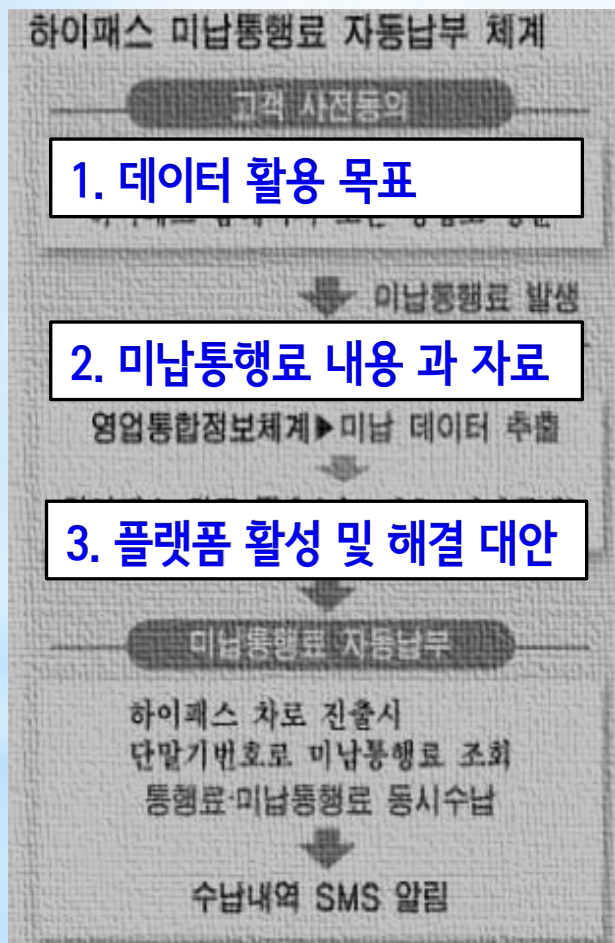 하이패스 미납통행료 자동납부 체계
고객 사전동의
1. 데이터 활용 목표
미납통행료 발생
2. 미납통행료 내용 과 자료
영업통합정보체계▶미납 데이터 추출
3. 플랫폼 활성 및 해결 대안
미납통행료 자동납부
하이패스 차로 진출시
단말기번호로 미납통행료 조회
통행료·미납통행료 동시수납
수납내역 SMS 알림